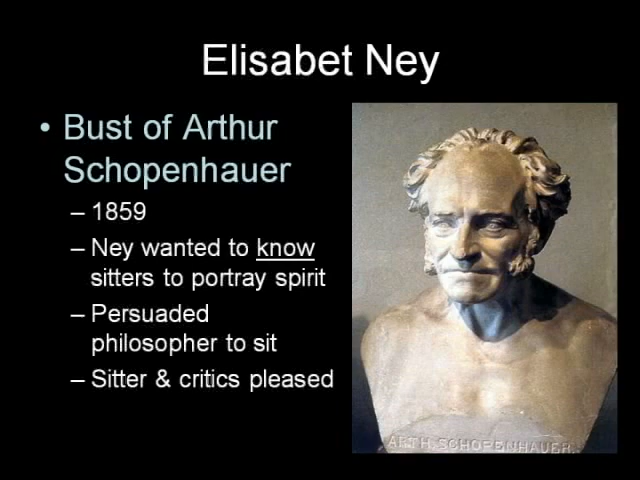 Elisabet Ney
• Bust of Arthur
Schopenhauer
– 1859
– Ney wanted to know
sitters to portray spirit
– Persuaded
philosopher to sit
– Sitter & critics pleased
ARTH. SCHOPENHAUER